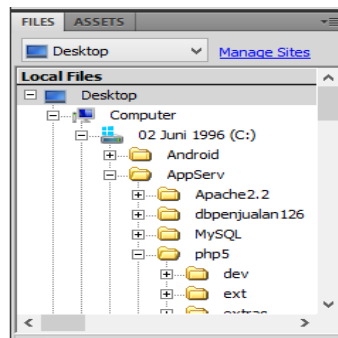 FILES ASSETS
Desktop Manage Sites
Local Files
Desktop
Computer
02 Juni 1996 (C:)
Android
AppServ
Apache2.2
dbpenjualan126
MySQL
php5
dev
ext
extras